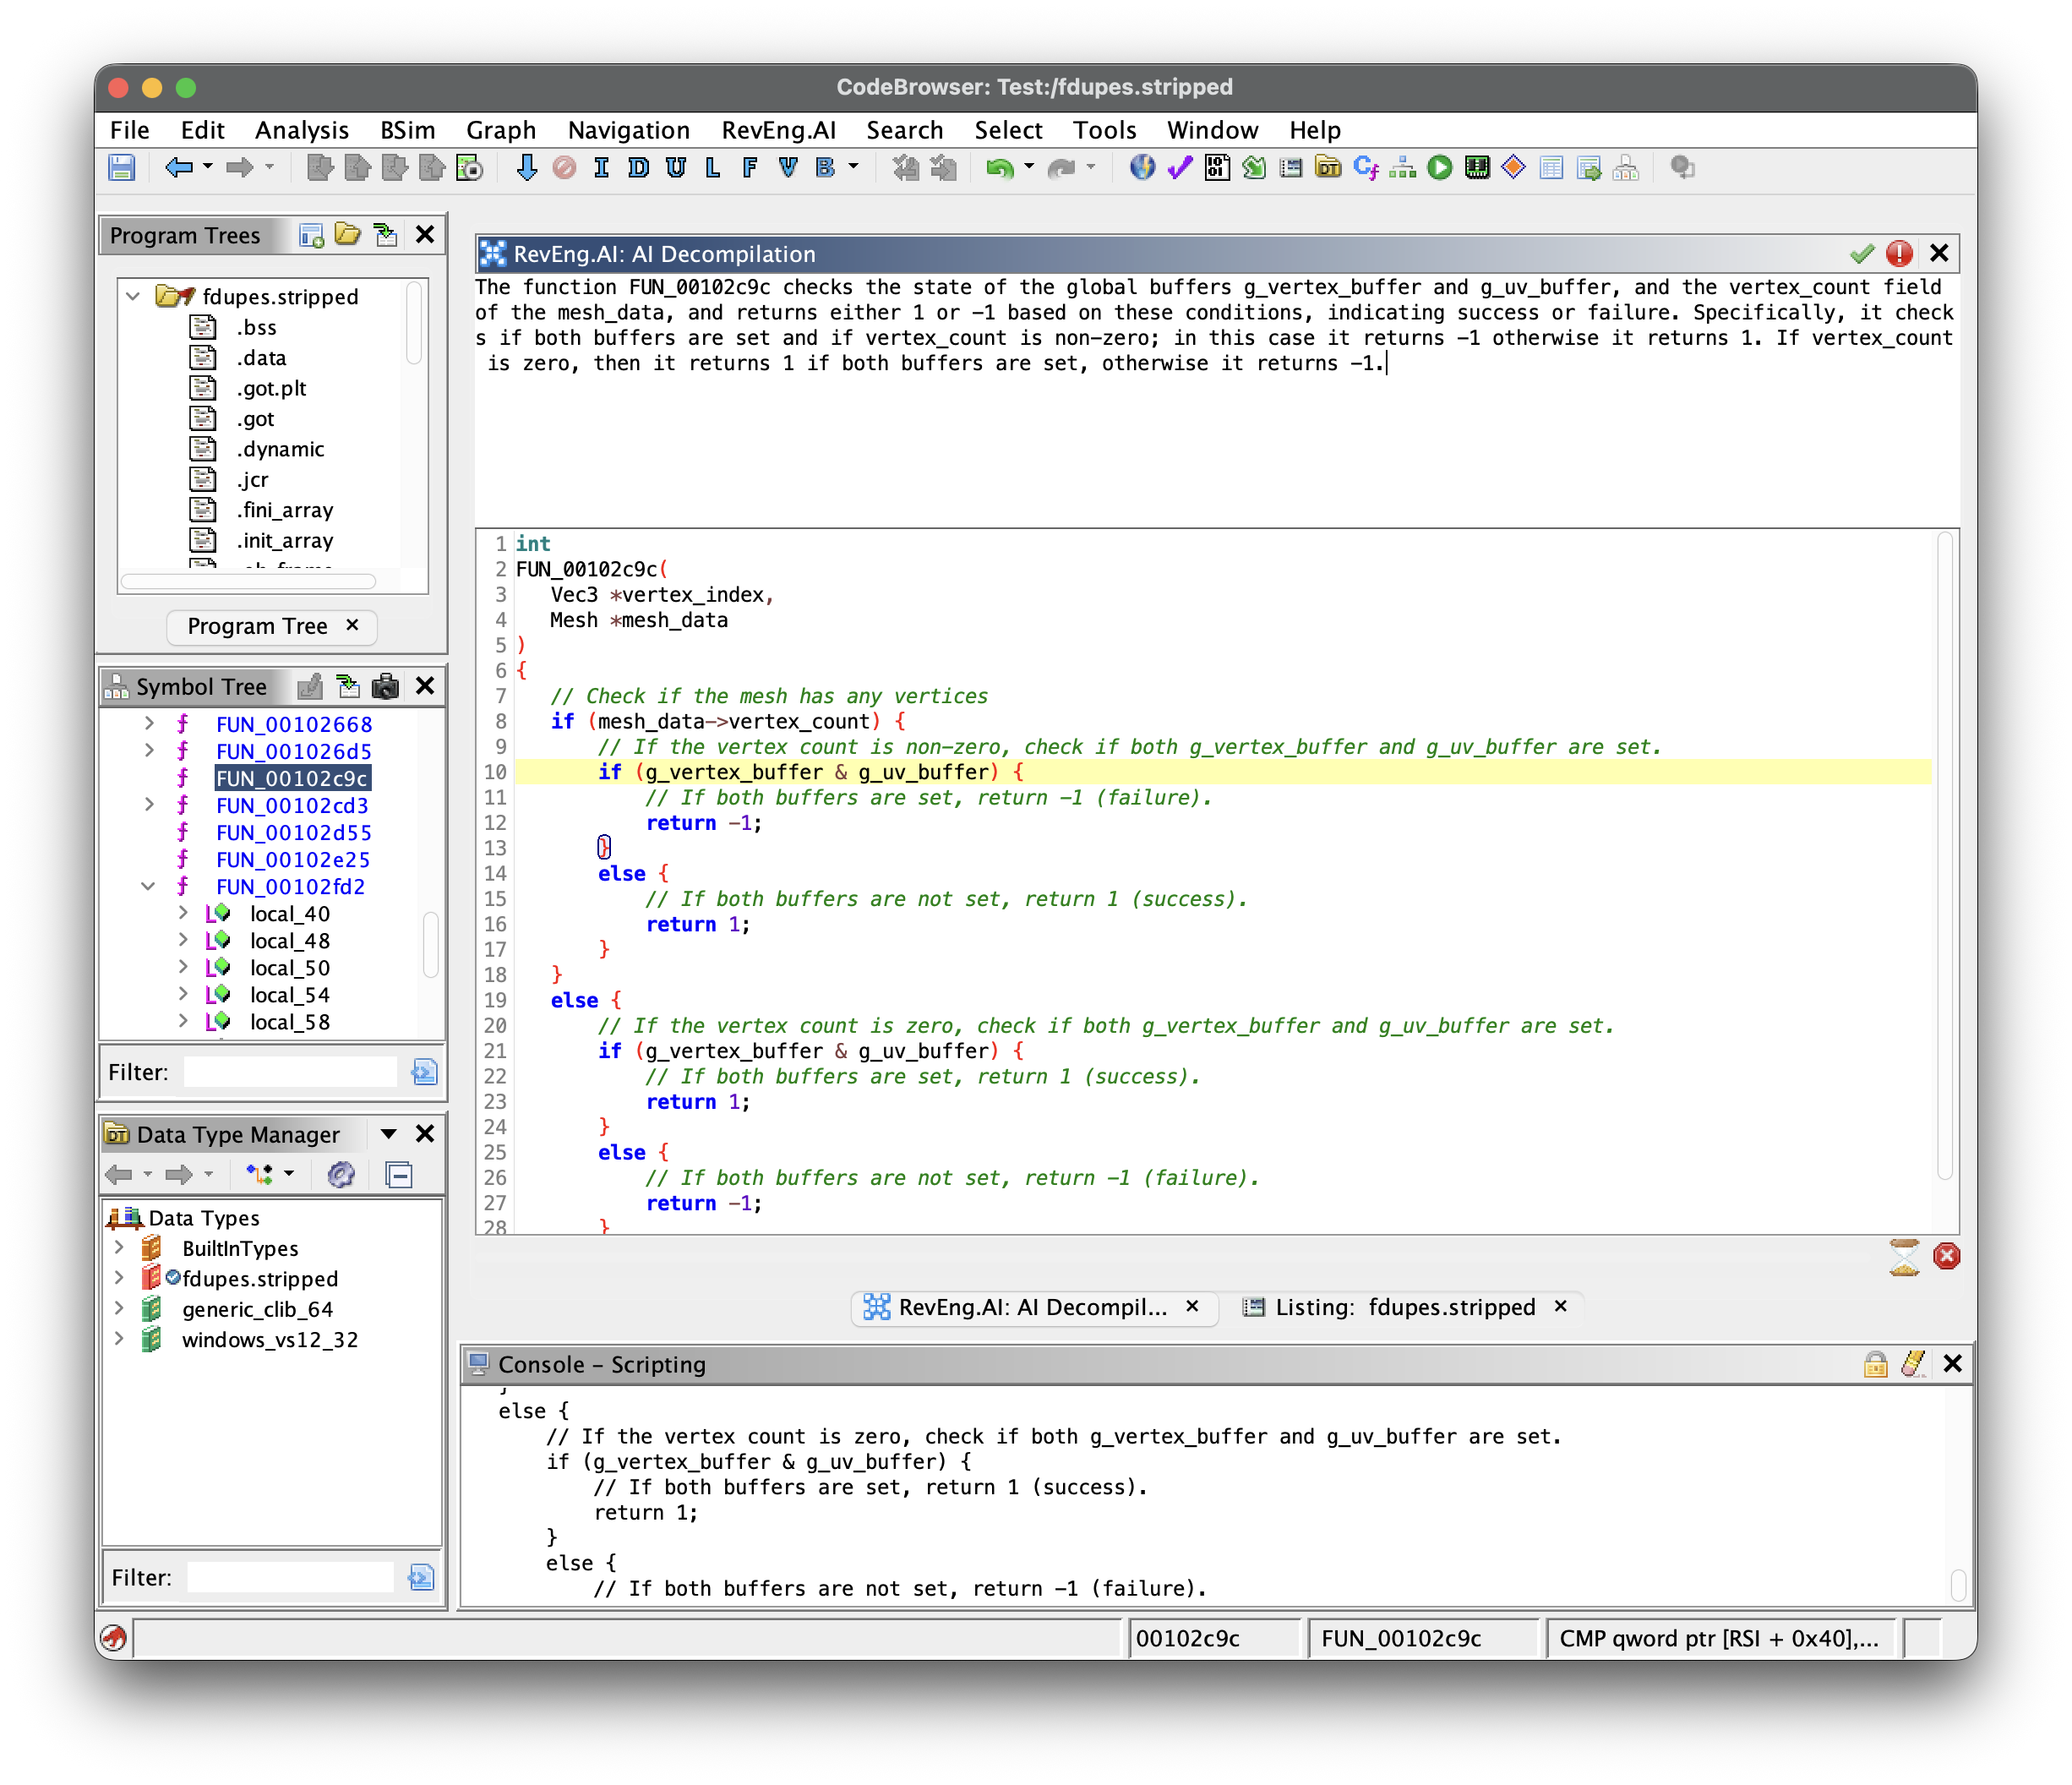 CodeBrowser: Test:/fdupes.stripped
File Edit Analysis BSim Graph Navigation RevEng.AI Search Select Tools Window Help
I D U L F V B
Program Trees
fdupes.stripped
.bss
.data
.got.plt
.got
.dynamic
.jcr
.fini_array
.init_array
Program Tree
Symbol Tree
FUN_00102668
FUN_001026d5
FUN_00102c9c
FUN_00102cd3
FUN_00102d55
FUN_00102e25
FUN_00102fd2
local_40
local_48
local_50
local_54
local_58
Filter:
Data Type Manager
Data Types
BuiltInTypes
fdupes.stripped
generic_clib_64
windows_vs12_32
Filter:
RevEng.AI: AI Decompilation
The function FUN_00102c9c checks the state of the global buffers g_vertex_buffer and g_uv_buffer, and the vertex_count field
of the mesh_data, and returns either 1 or -1 based on these conditions, indicating success or failure. Specifically, it check
s if both buffers are set and if vertex_count is non-zero; in this case it returns -1 otherwise it returns 1. If vertex_count
is zero, then it returns 1 if both buffers are set, otherwise it returns -1.
1 int
2 FUN_00102c9c(
3 Vec3 *vertex_index,
4 Mesh *mesh_data
5 )
6 {
7 // Check if the mesh has any vertices
8 if (mesh_data->vertex_count) {
9 // If the vertex count is non-zero, check if both g_vertex_buffer and g_uv_buffer are set.
10 if (g_vertex_buffer & g_uv_buffer) {
11 // If both buffers are set, return -1 (failure).
12 return -1;
13 }
14 else {
15 // If both buffers are not set, return 1 (success).
16 return 1;
17 }
18 }
19 else {
20 // If the vertex count is zero, check if both g_vertex_buffer and g_uv_buffer are set.
21 if (g_vertex_buffer & g_uv_buffer) {
22 // If both buffers are set, return 1 (success).
23 return 1;
24 }
25 else {
26 // If both buffers are not set, return -1 (failure).
27 return -1;
28 }
RevEng.AI: AI Decompil...
Listing: fdupes.stripped
Console - Scripting
}
else {
// If the vertex count is zero, check if both g_vertex_buffer and g_uv_buffer are set.
if (g_vertex_buffer & g_uv_buffer) {
// If both buffers are set, return 1 (success).
return 1;
}
else {
// If both buffers are not set, return -1 (failure).
00102c9c
FUN_00102c9c
CMP qword ptr [RSI + 0x40],...